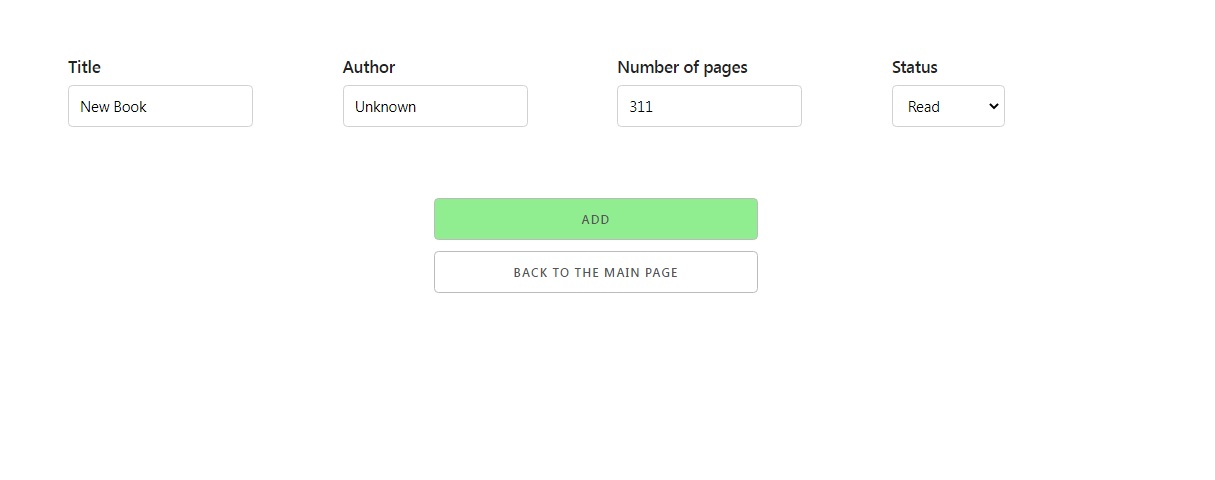 Title Author Number of pages Status
New Book Unknown 311 Read
ADD
BACK TO THE MAIN PAGE